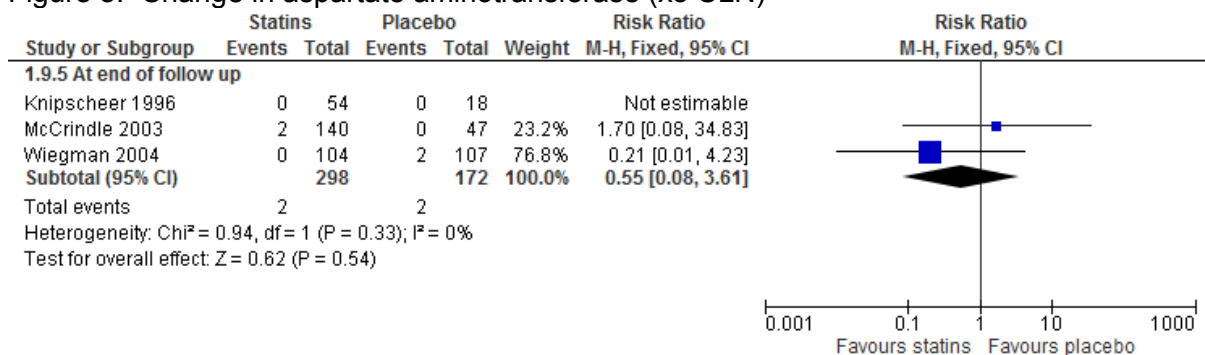 Figure 3: Change in aspartate aminotransferase (x3 ULN)
Statins Placebo Risk Ratio Risk Ratio
Study or Subgroup Events Total Events Total Weight M-H, Fixed, 95% CI M-H, Fixed, 95% CI
1.9.5 At end of follow up
Knipscheer 1996 0 54 0 18 Not estimable
McCrindle 2003 2 140 0 47 23.2% 1.70 [0.08, 34.83]
Wiegman 2004 0 104 2 107 76.8% 0.21 [0.01, 4.23]
Subtotal (95% CI) 298 172 100.0% 0.55 [0.08, 3.61]
Total events 2 2
Heterogeneity: Chi² = 0.94, df = 1 (P = 0.33); I² = 0%
Test for overall effect: Z = 0.62 (P = 0.54)
0.001 0.1 1 10 1000
Favours statins Favours placebo